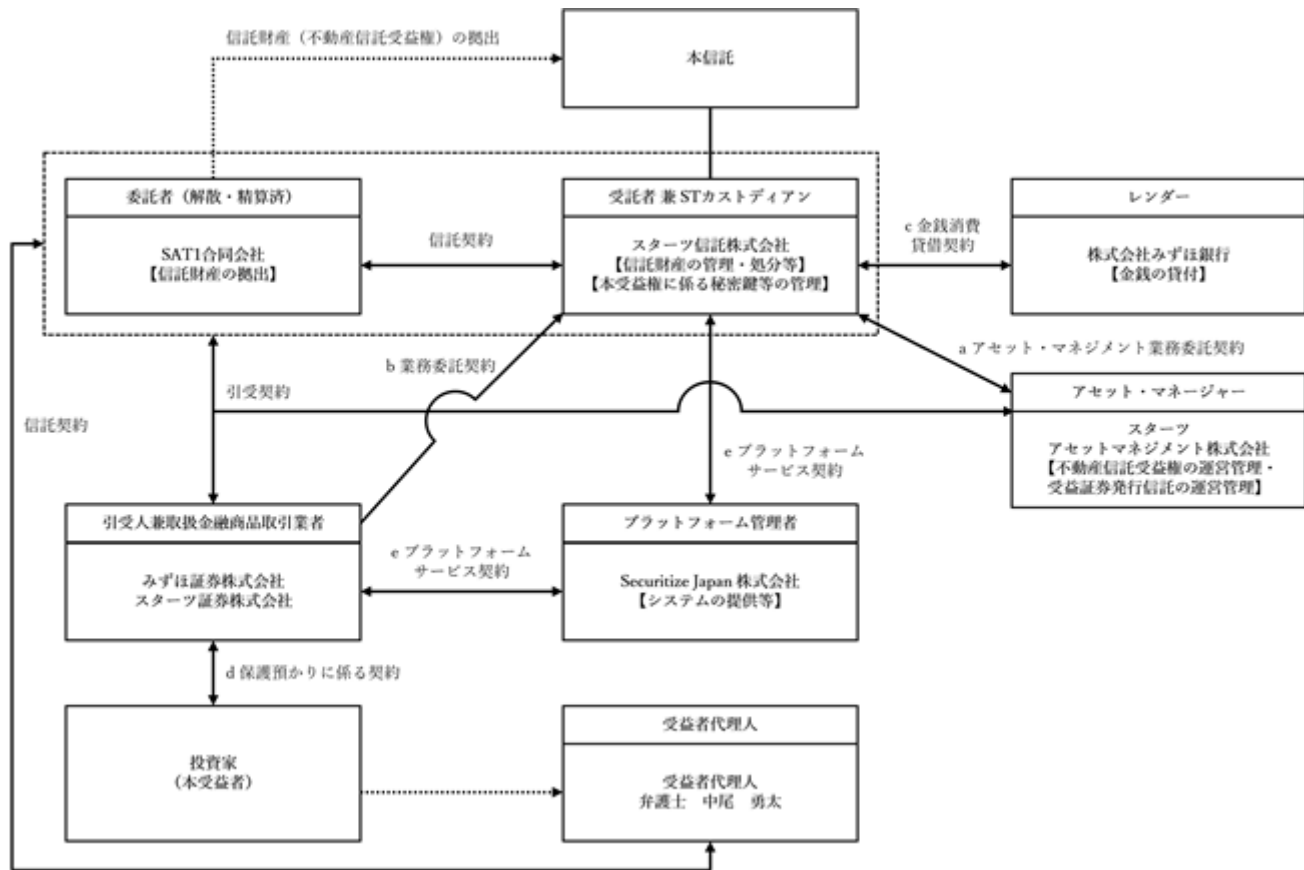 信託財産（不動産信託受益権）の拠出
本信託
委託者（解散・精算済）
SAT1合同会社
【信託財産の拠出】
信託契約
受託者 兼 STカストディアン
スターツ信託株式会社
【信託財産の管理・処分等】
【本受益権に係る秘密鍵等の管理】
c 金銭消費
貸借契約
レンダー
株式会社みずほ銀行
【金銭の貸付】
a アセット・マネジメント業務委託契約
b 業務委託契約
引受契約
信託契約
アセット・マネージャー
スターツ
アセットマネジメント株式会社
【不動産信託受益権の運営管理・
受益証券発行信託の運営管理】
e プラットフォーム
サービス契約
引受人兼取扱金融商品取引業者
みずほ証券株式会社
スターツ証券株式会社
e プラットフォーム
サービス契約
プラットフォーム管理者
Securitize Japan 株式会社
【システムの提供等】
d 保護預かりに係る契約
投資家
（本受益者）
受益者代理人
受益者代理人
弁護士　中尾　勇太